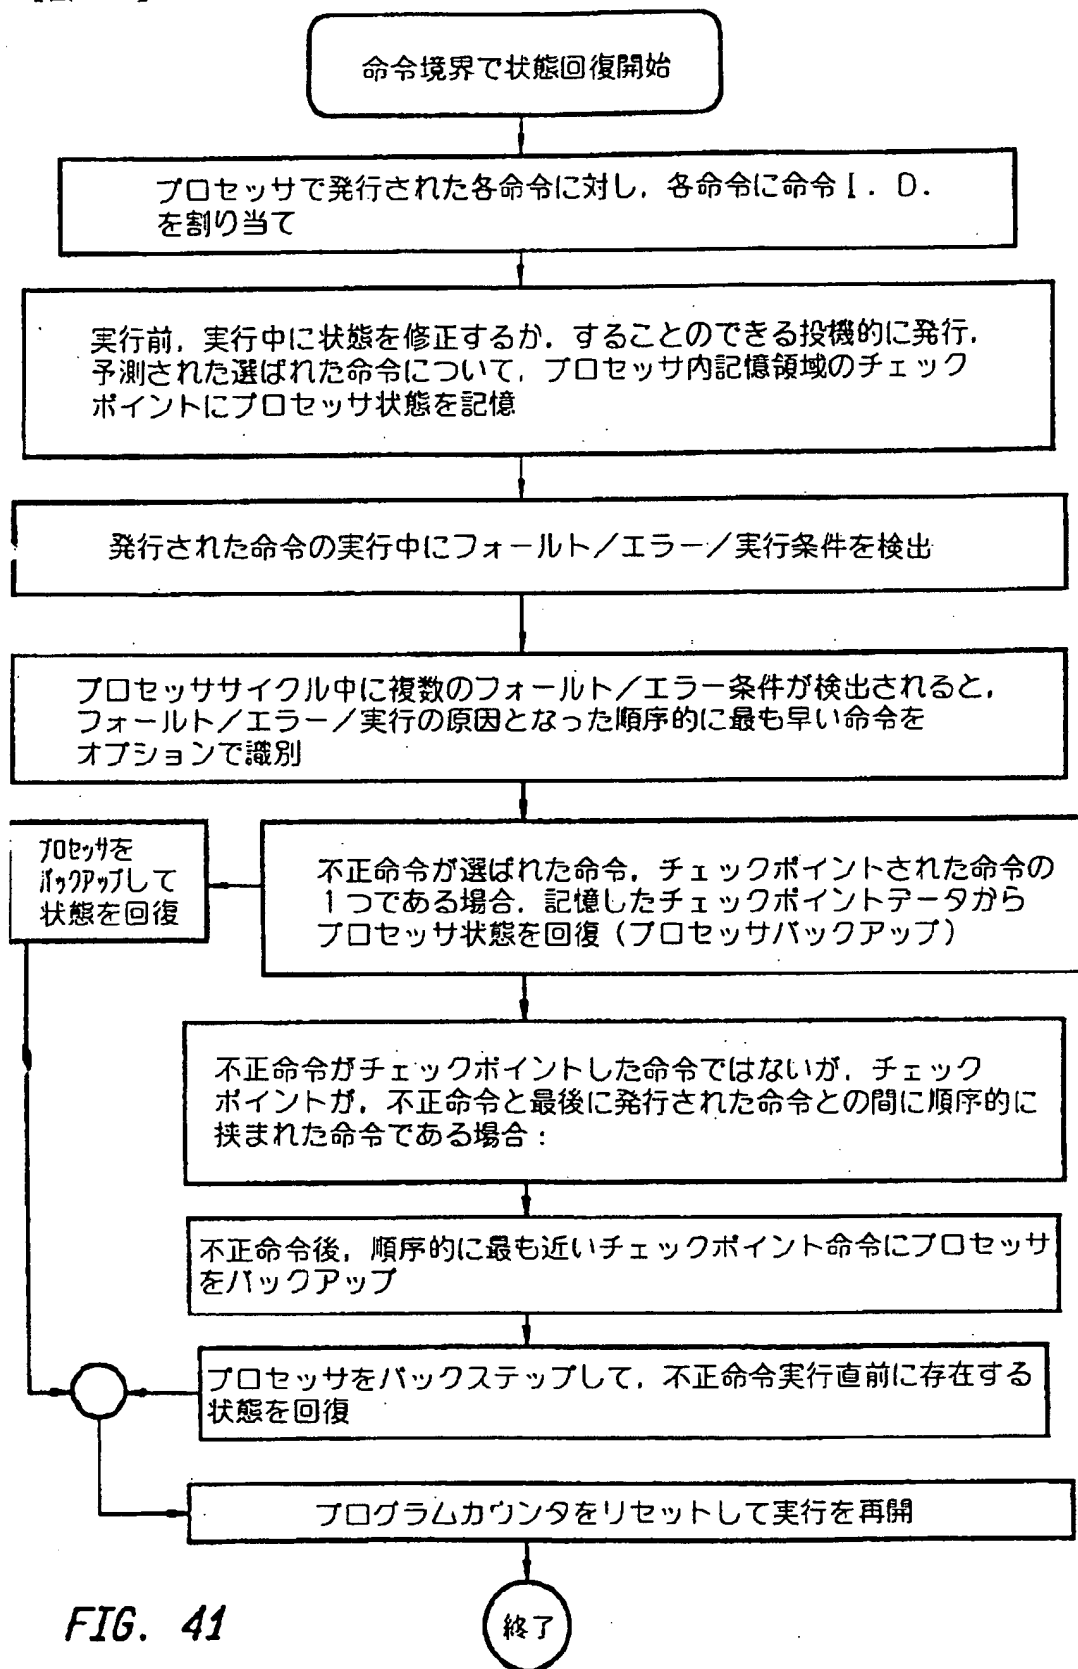 命令境界で状態回復開始
プロセッサで発行された各命令に対し，各命令に命令I．D．
を割り当て
実行前，実行中に状態を修正するか，することのできる投機的に発行，
予測された選ばれた命令について，プロセッサ内記憶領域のチェック
ポイントにプロセッサ状態を記憶
発行された命令の実行中にフォールト／エラー／実行条件を検出
プロセッササイクル中に複数のフォールト／エラー条件が検出されると，
フォールト／エラー／実行の原因となった順序的に最も早い命令を
オプションで識別
プロセッサを
バックアップして
状態を回復
不正命令が選ばれた命令，チェックポイントされた命令の
1つである場合，記憶したチェックポイントデータから
プロセッサ状態を回復（プロセッサバックアップ）
不正命令がチェックポイントした命令ではないが，チェック
ポイントが，不正命令と最後に発行された命令との間に順序的に
挟まれた命令である場合：
不正命令後，順序的に最も近いチェックポイント命令にプロセッサ
をバックアップ
プロセッサをバックステップして，不正命令実行直前に存在する
状態を回復
プログラムカウンタをリセットして実行を再開
終了
FIG. 41